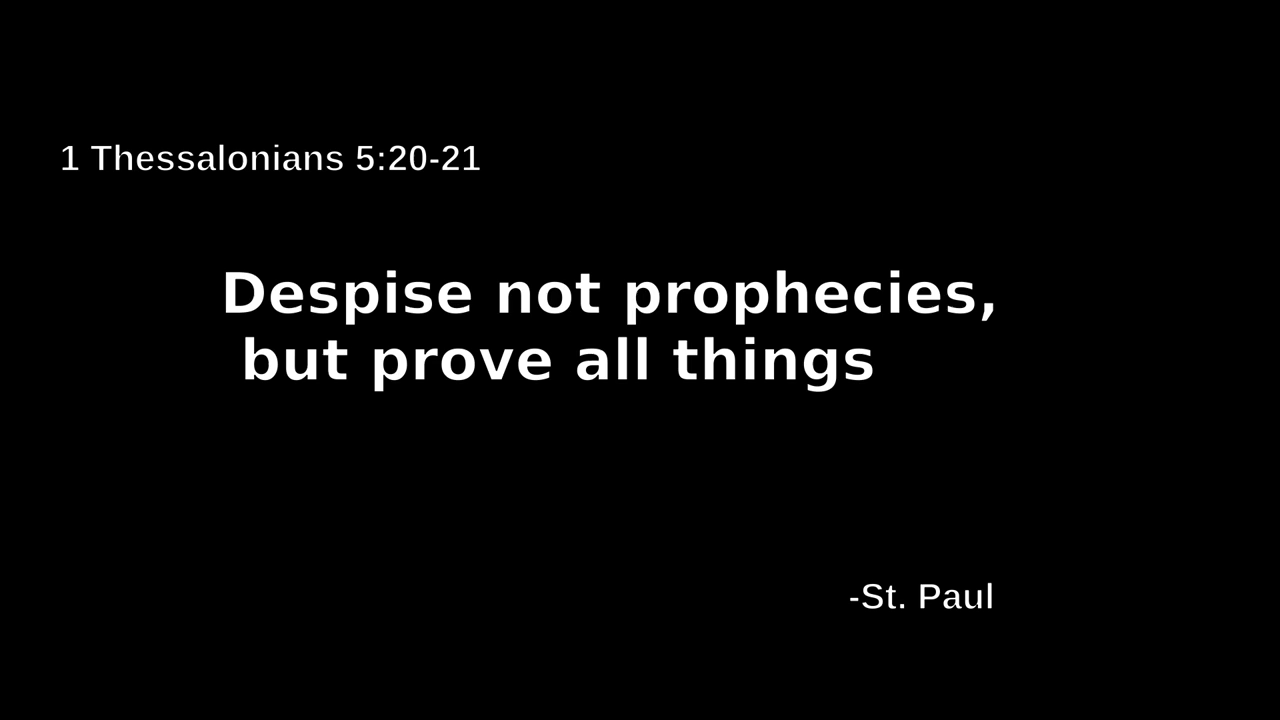 1 Thessalonians 5:20-21
Despise not prophecies,
but prove all things
-St. Paul